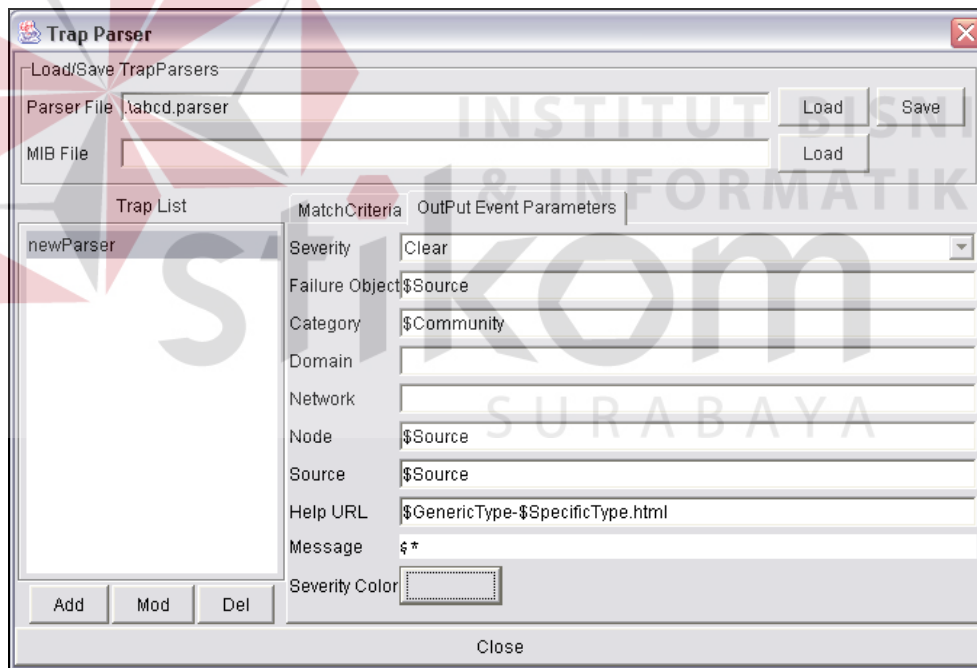 Trap Parser
Load/Save TrapParsers
Parser File .\abcd.parser Load Save
MIB File Load
Trap List
newParser
MatchCriteria OutPut Event Parameters
Severity Clear
Failure Object $Source
Category $Community
Domain
Network
Node $Source
Source $Source
Help URL $GenericType-$SpecificType.html
Message $*
Severity Color
Add Mod Del
Close
INSTITUT BISNI
& INFORMATIK
stikom
SURABAYA